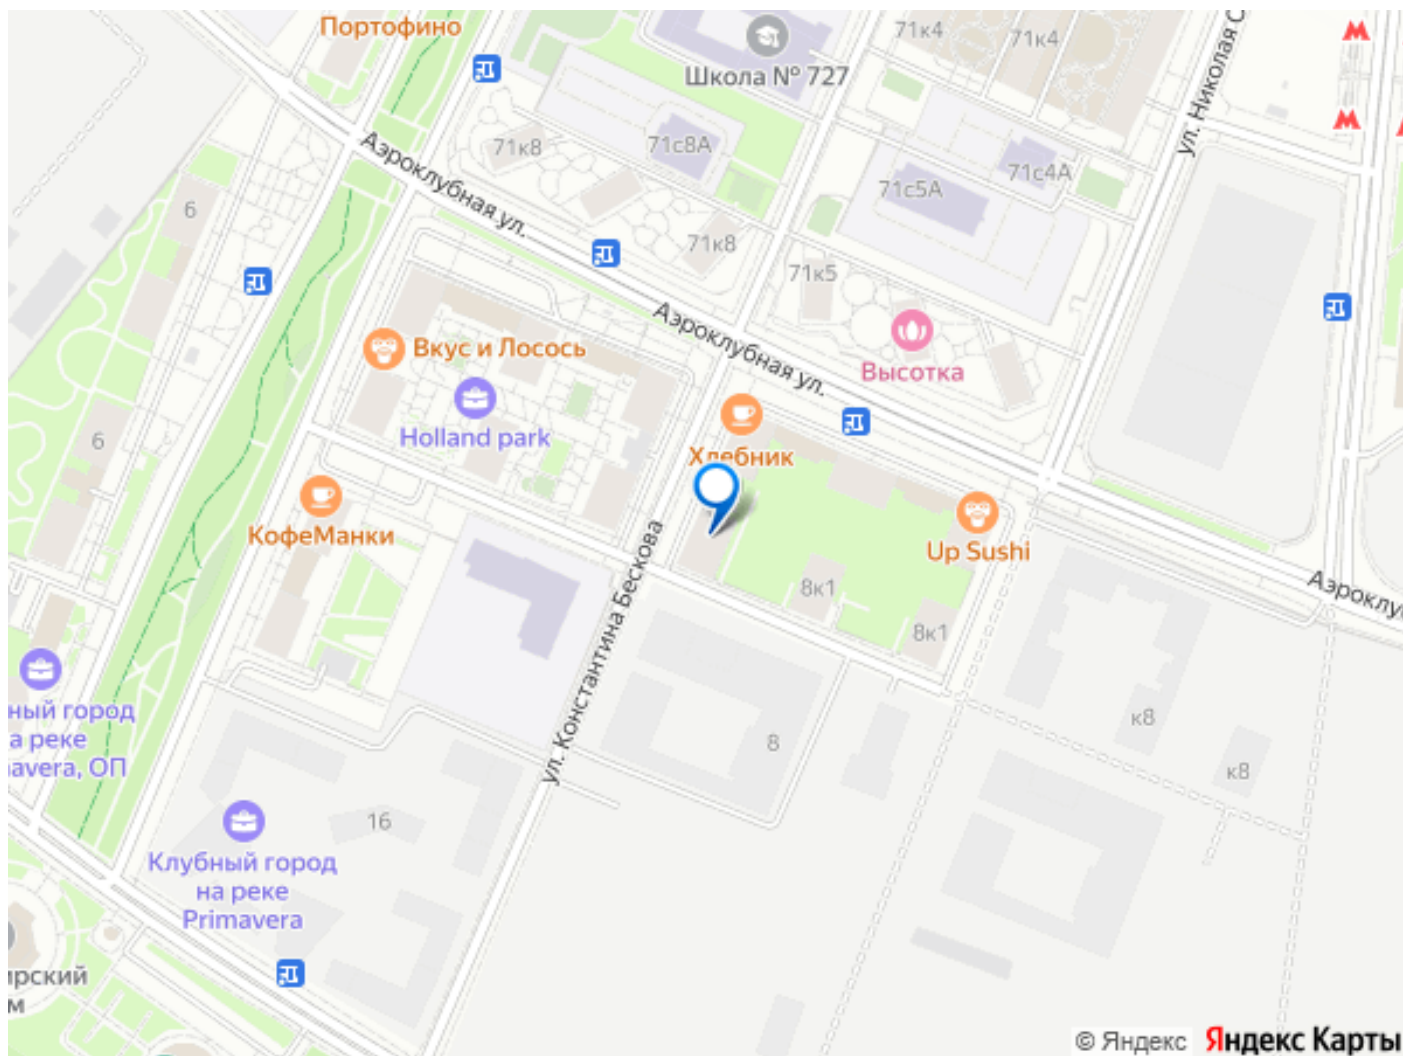 Портофино
71к4
71к4
Школа № 727
ул. Николая С
71к8
71с8А
71с4А
71с5А
Аэроклубная ул.
6
71к8
71к5
Аэроклубная ул.
Вкус и Лосось
Высотка
Holland park
6
Хлебник
КофеМанки
Up Sushi
ул. Константина Бескова
8к1
8к1
Аэроклу
ный город
а реке
navera, ОП
к8
8
к8
16
Клубный город
на реке
Primavera
ирский
м
© Яндекс
Яндекс Карты